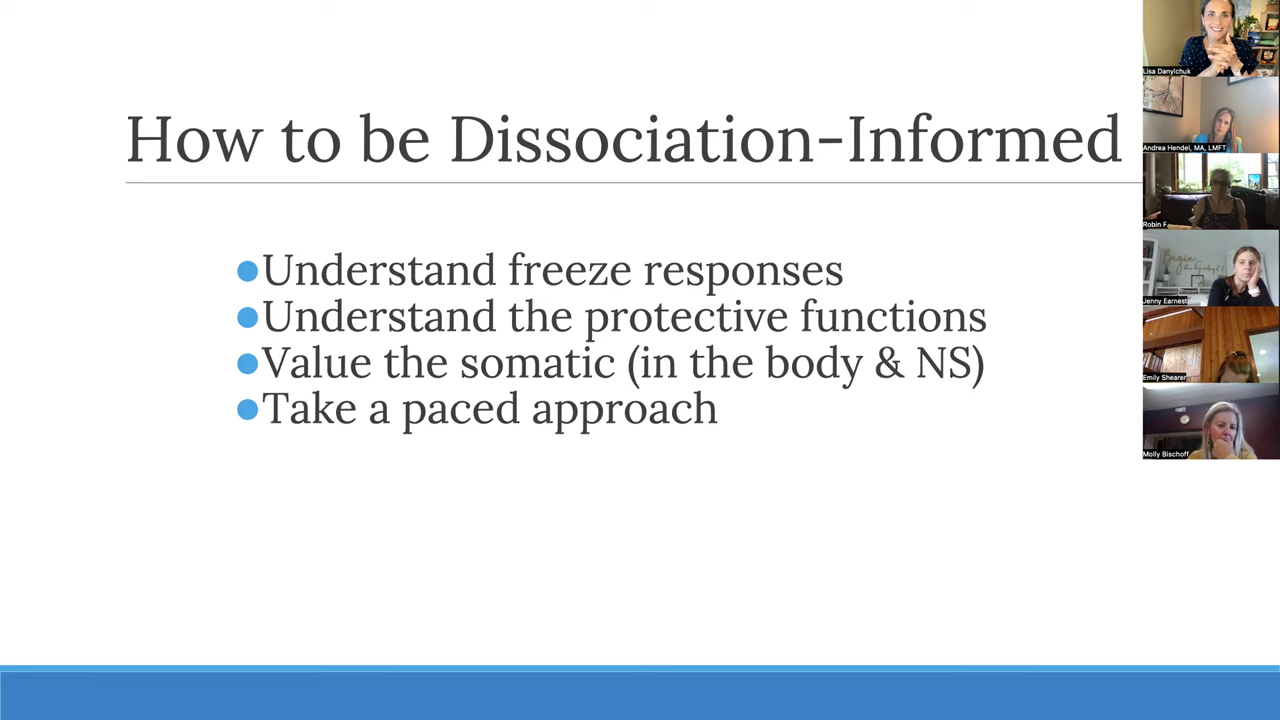 How to be Dissociation-Informed
Understand freeze responses
Understand the protective functions
Value the somatic (in the body & NS)
Take a paced approach
Lisa Danylchuk
Andrea Hendel, MA, LMFT
Robin F.
Begin
Jenny Earnest
Emily Shearer
Molly Bischoff